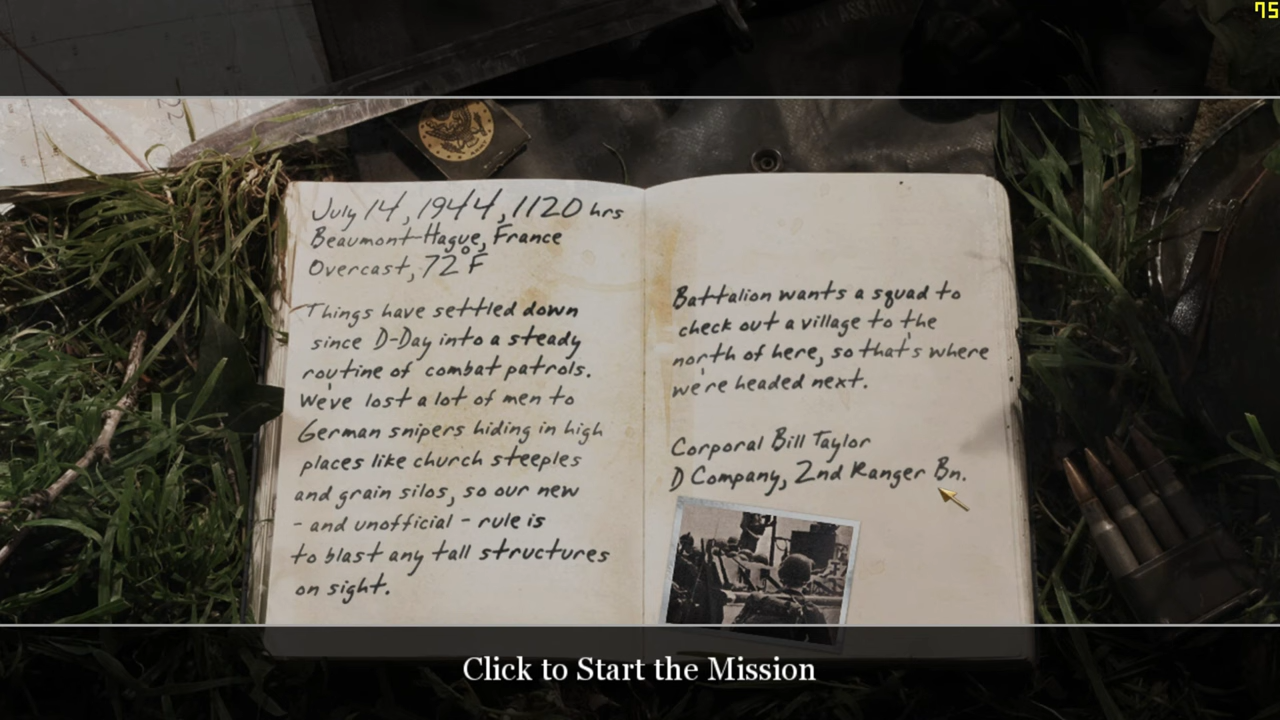 75
July 14, 1944, 1120 hrs
Beaumont-Hague, France
Overcast, 72°F
Things have settled down
since D-Day into a steady
routine of combat patrols.
We've lost a lot of men to
German snipers hiding in high
places like church steeples
and grain silos, so our new
- and unofficial - rule is
to blast any tall structures
on sight.
Battalion wants a squad to
check out a village to the
north of here, so that's where
we're headed next.
Corporal Bill Taylor
D Company, 2nd Ranger Bn.
Click to Start the Mission